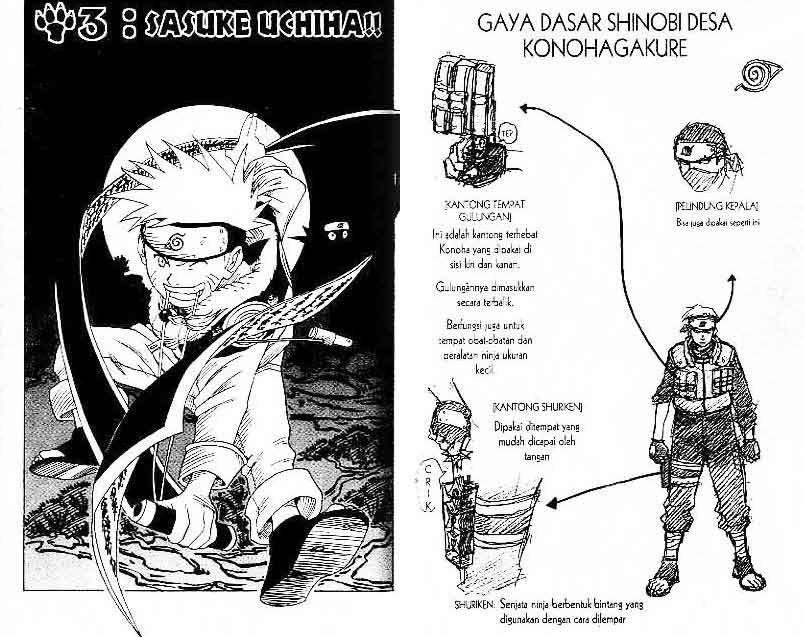 3 : SASUKE UCHIHA!!
GAYA DASAR SHINOBI DESA
KONOHAGAKURE
TEP
[KANTONG TEMPAT
GULUNGAN]
Ini adalah kantong terhebat
Konoha yang dipakai di
sisi kiri dan kanan.
Gulungannya dimasukkan
secara terbalik.
Berfungsi juga untuk
tempat obat-obatan dan
peralatan ninja ukuran
kecil.
[PELINDUNG KEPALA]
Bisa juga dipakai seperti ini
[KANTONG SHURKEN]
Dipakai ditempat yang
mudah dicapai oleh
tangan
CRIK
SHURIKEN: Senjata ninja berbentuk bintang yang
digunakan dengan cara dilempar